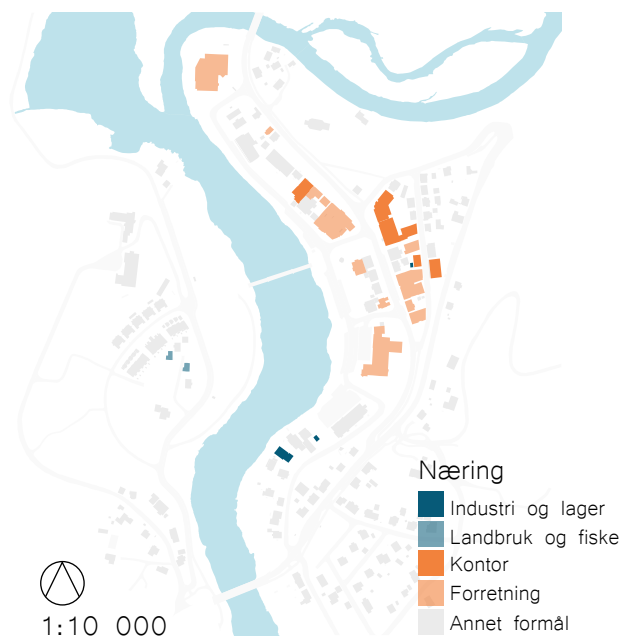 Næring
Industri og lager
Landbruk og fiske
Kontor
Forretning
Annet formål
1:10 000